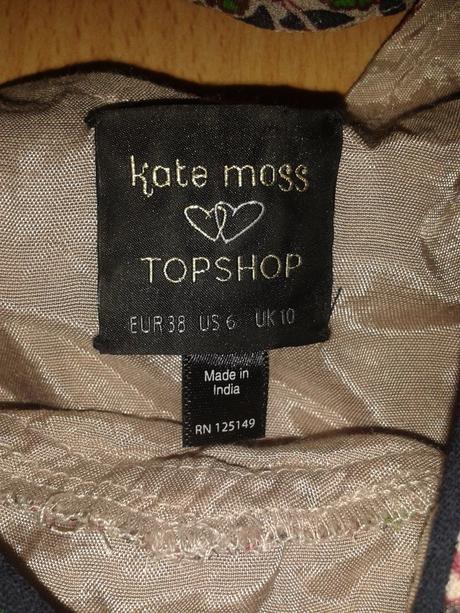 kate moss
TOPSHOP
EUR 38 US 6 UK 10
Made in
India
RN 125149